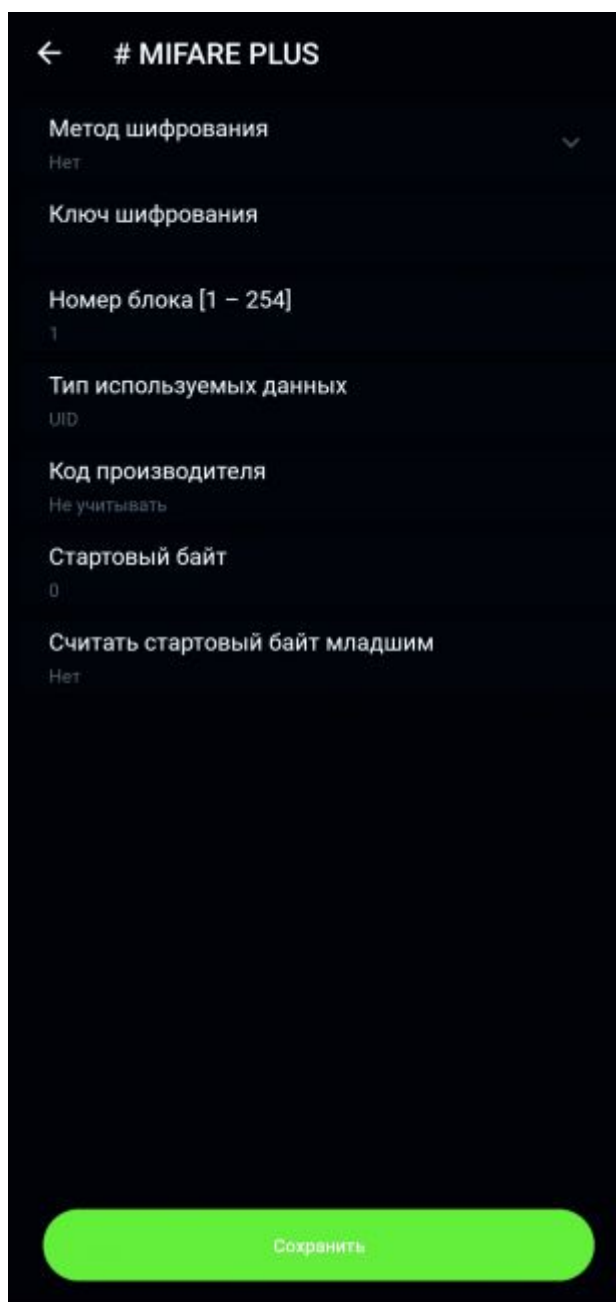 # MIFARE PLUS
Метод шифрования
Нет
Ключ шифрования
Номер блока [1 – 254]
1
Тип используемых данных
UID
Код производителя
Не учитывать
Стартовый байт
0
Считать стартовый байт младшим
Нет
Сохранить